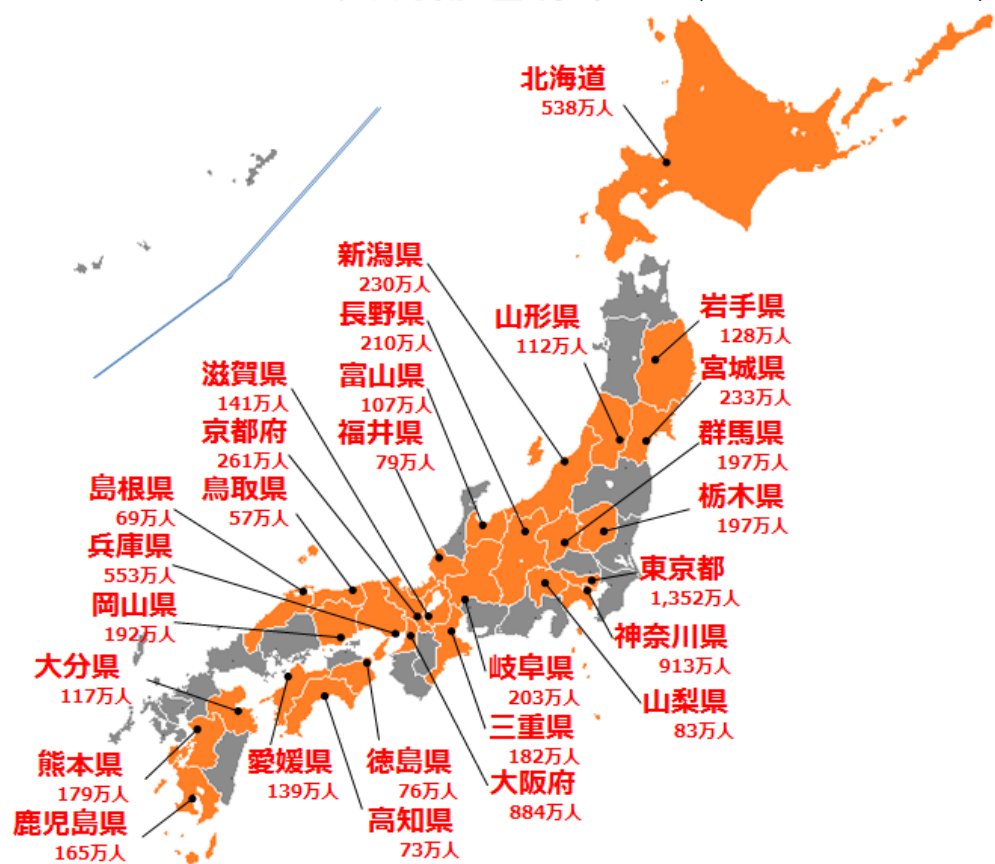 北海道
538万人
新潟県
230万人
長野県
210万人
山形県
112万人
岩手県
128万人
宮城県
233万人
滋賀県
141万人
富山県
107万人
京都府
261万人
福井県
79万人
群馬県
197万人
島根県
69万人
鳥取県
57万人
栃木県
197万人
兵庫県
553万人
東京都
1,352万人
岡山県
192万人
神奈川県
913万人
大分県
117万人
岐阜県
203万人
山梨県
83万人
三重県
182万人
熊本県
179万人
愛媛県
139万人
徳島県
76万人
大阪府
884万人
鹿児島県
165万人
高知県
73万人